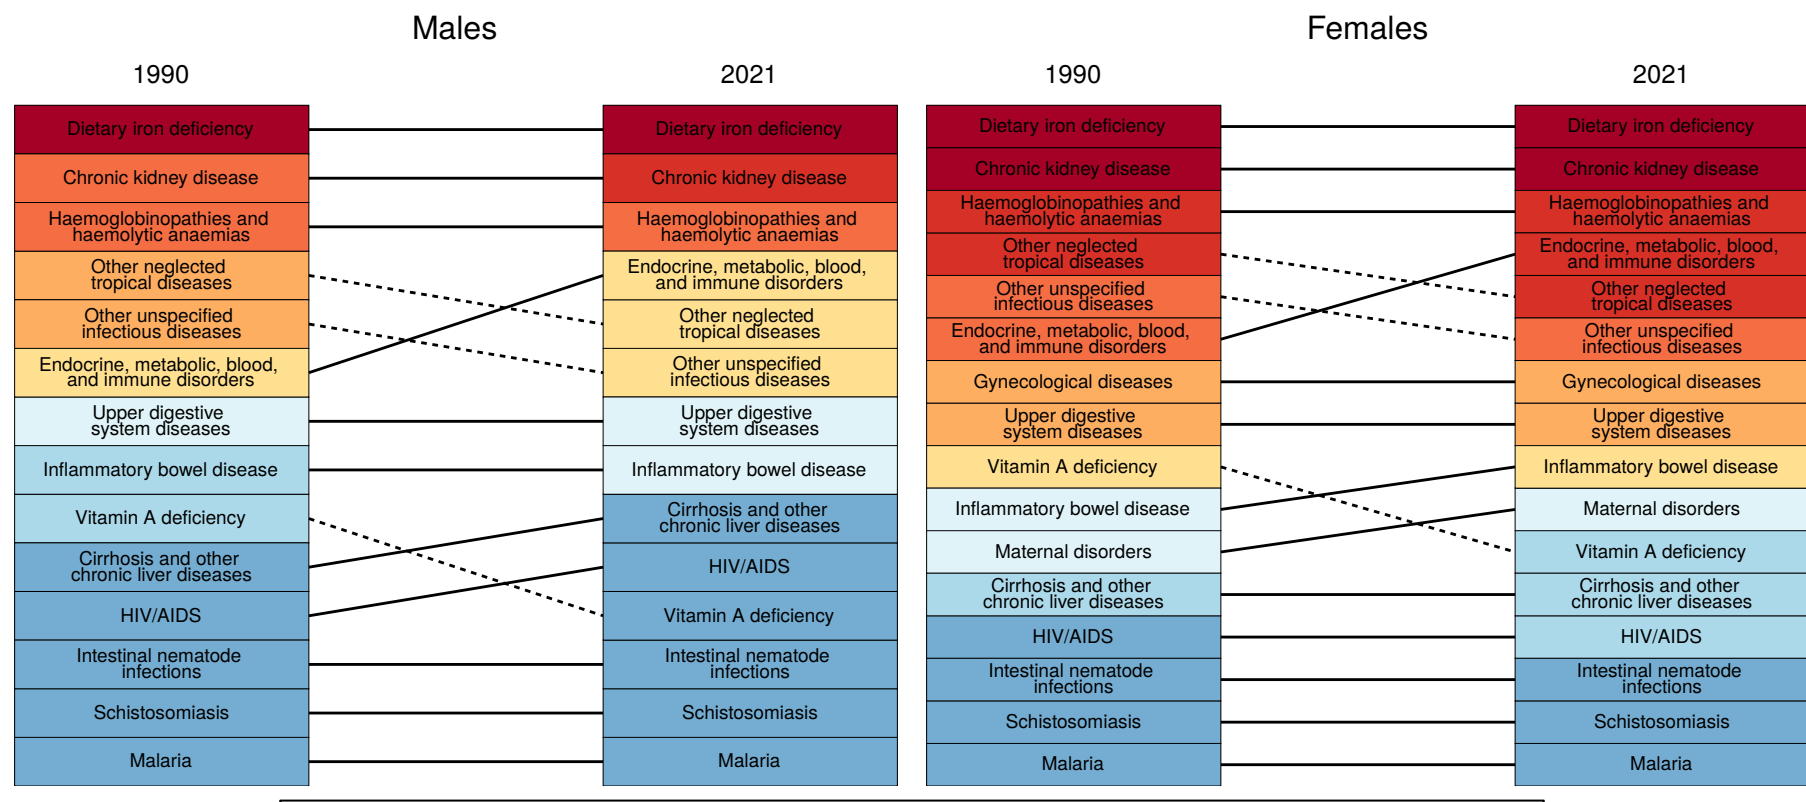 Males
1990
2021
Dietary iron deficiency
Chronic kidney disease
Haemoglobinopathies and
haemolytic anaemias
Other neglected
tropical diseases
Other unspecified
infectious diseases
Endocrine, metabolic, blood,
and immune disorders
Upper digestive
system diseases
Inflammatory bowel disease
Vitamin A deficiency
Cirrhosis and other
chronic liver diseases
HIV/AIDS
Intestinal nematode
infections
Schistosomiasis
Malaria
Dietary iron deficiency
Chronic kidney disease
Haemoglobinopathies and
haemolytic anaemias
Endocrine, metabolic, blood,
and immune disorders
Other neglected
tropical diseases
Other unspecified
infectious diseases
Upper digestive
system diseases
Inflammatory bowel disease
Cirrhosis and other
chronic liver diseases
HIV/AIDS
Vitamin A deficiency
Intestinal nematode
infections
Schistosomiasis
Malaria
Females
1990
2021
Dietary iron deficiency
Chronic kidney disease
Haemoglobinopathies and
haemolytic anaemias
Other neglected
tropical diseases
Other unspecified
infectious diseases
Endocrine, metabolic, blood,
and immune disorders
Gynecological diseases
Upper digestive
system diseases
Vitamin A deficiency
Inflammatory bowel disease
Maternal disorders
Cirrhosis and other
chronic liver diseases
HIV/AIDS
Intestinal nematode
infections
Schistosomiasis
Malaria
Dietary iron deficiency
Chronic kidney disease
Haemoglobinopathies and
haemolytic anaemias
Endocrine, metabolic, blood,
and immune disorders
Other neglected
tropical diseases
Other unspecified
infectious diseases
Gynecological diseases
Upper digestive
system diseases
Inflammatory bowel disease
Maternal disorders
Vitamin A deficiency
Cirrhosis and other
chronic liver diseases
HIV/AIDS
Intestinal nematode
infections
Schistosomiasis
Malaria